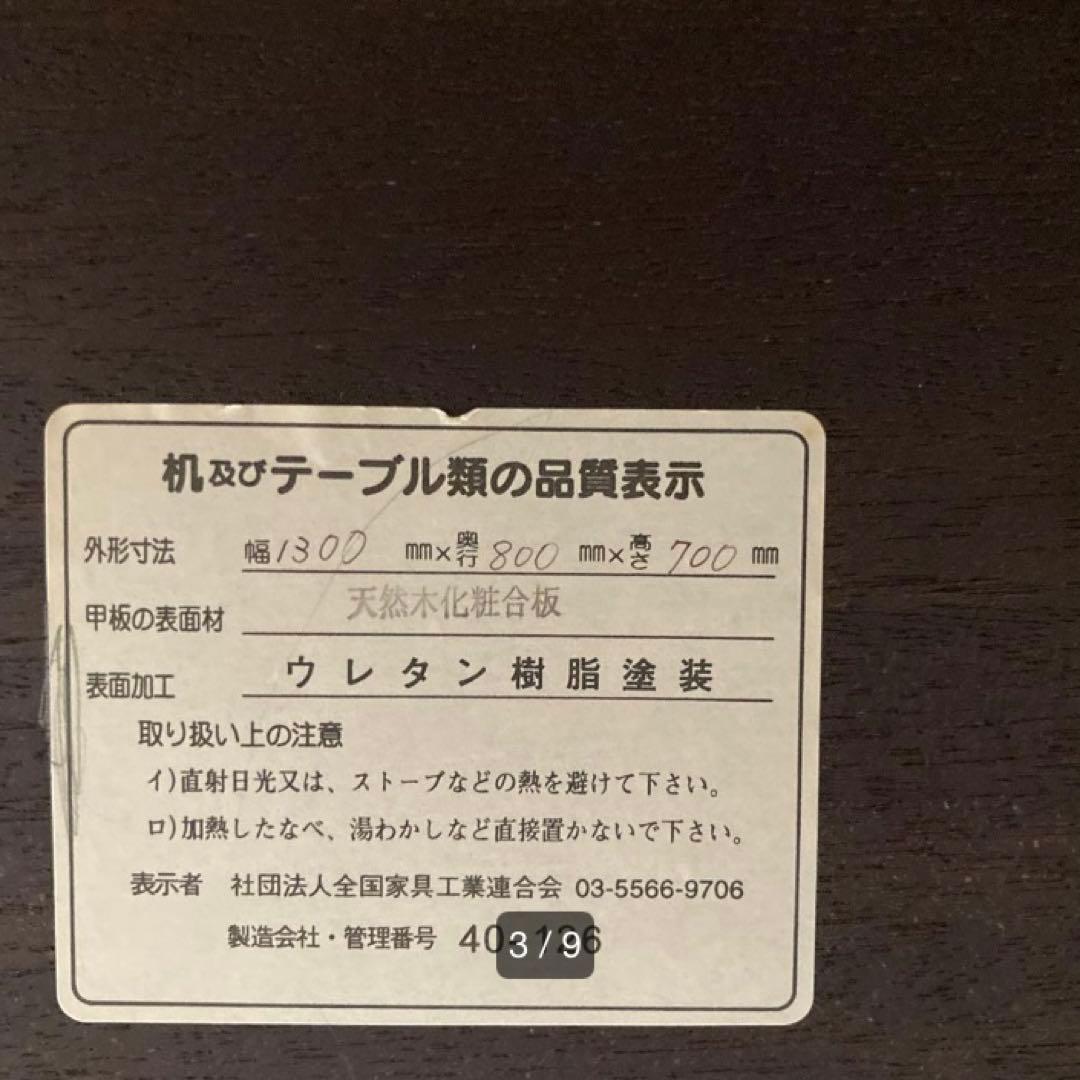 机及びテーブル類の品質表示
外形寸法 幅1300 mm×奥行800 mm×高さ700 mm
甲板の表面材 天然木化粧合板
表面加工 ウレタン樹脂塗装
取り扱い上の注意
イ)直射日光又は、ストーブなどの熱を避けて下さい。
ロ)加熱したなべ、湯わかしなど直接置かないで下さい。
表示者 社団法人全国家具工業連合会 03-5566-9706
製造会社・管理番号
3/9